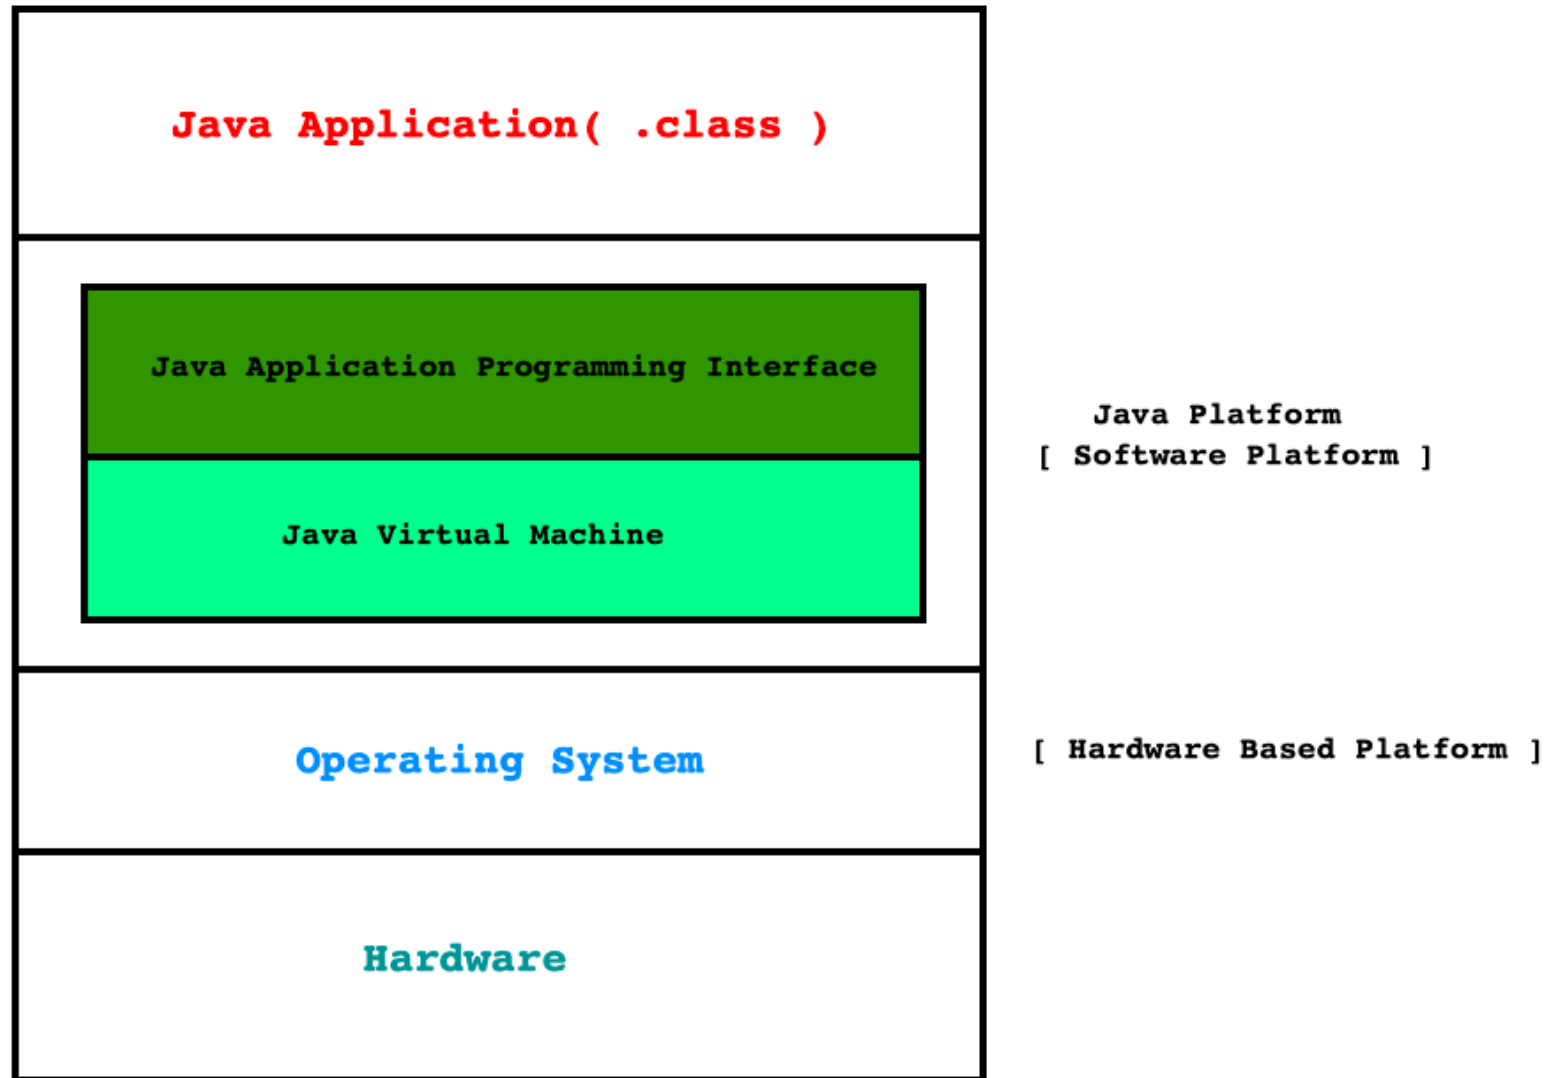 Java Application( .class )
Java Application Programming Interface
Java Platform
[ Software Platform ]
Java Virtual Machine
Operating System
[ Hardware Based Platform ]
Hardware